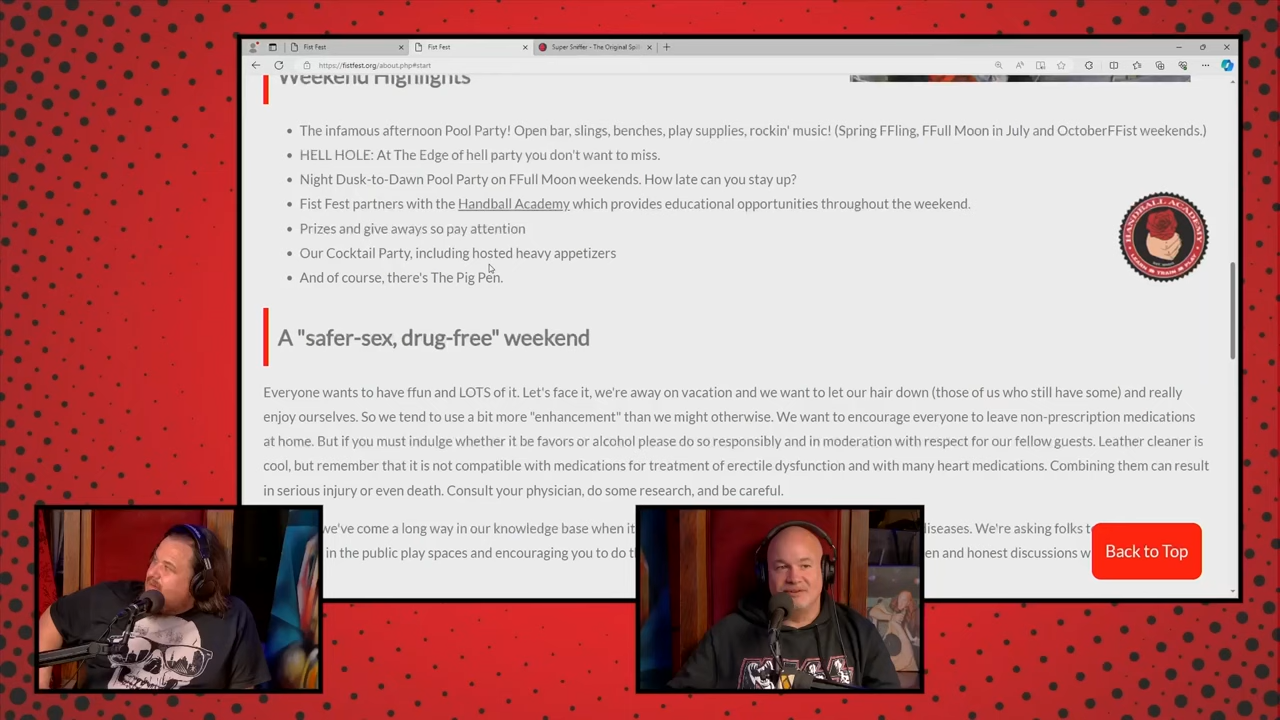 Fist Fest
Fist Fest
Super Sniffer - The Original Spill
https://fistfest.org/about.php#start
Weekend Highlights
The infamous afternoon Pool Party! Open bar, slings, benches, play supplies, rockin' music! (Spring FFling, FFull Moon in July and OctoberFFist weekends.)
HELL HOLE: At The Edge of hell party you don't want to miss.
Night Dusk-to-Dawn Pool Party on FFull Moon weekends. How late can you stay up?
Fist Fest partners with the Handball Academy which provides educational opportunities throughout the weekend.
Prizes and give aways so pay attention
Our Cocktail Party, including hosted heavy appetizers
And of course, there's The Pig Pen.
HANDBALL ACADEMY
LEARN TRAIN PLAY
A "safer-sex, drug-free" weekend
Everyone wants to have ffun and LOTS of it. Let's face it, we're away on vacation and we want to let our hair down (those of us who still have some) and really
enjoy ourselves. So we tend to use a bit more "enhancement" than we might otherwise. We want to encourage everyone to leave non-prescription medications
at home. But if you must indulge whether it be favors or alcohol please do so responsibly and in moderation with respect for our fellow guests. Leather cleaner is
cool, but remember that it is not compatible with medications for treatment of erectile dysfunction and with many heart medications. Combining them can result
in serious injury or even death. Consult your physician, do some research, and be careful.
we've come a long way in our knowledge base when it diseases. We're asking folks
in the public play spaces and encouraging you to do and honest discussions
Back to Top